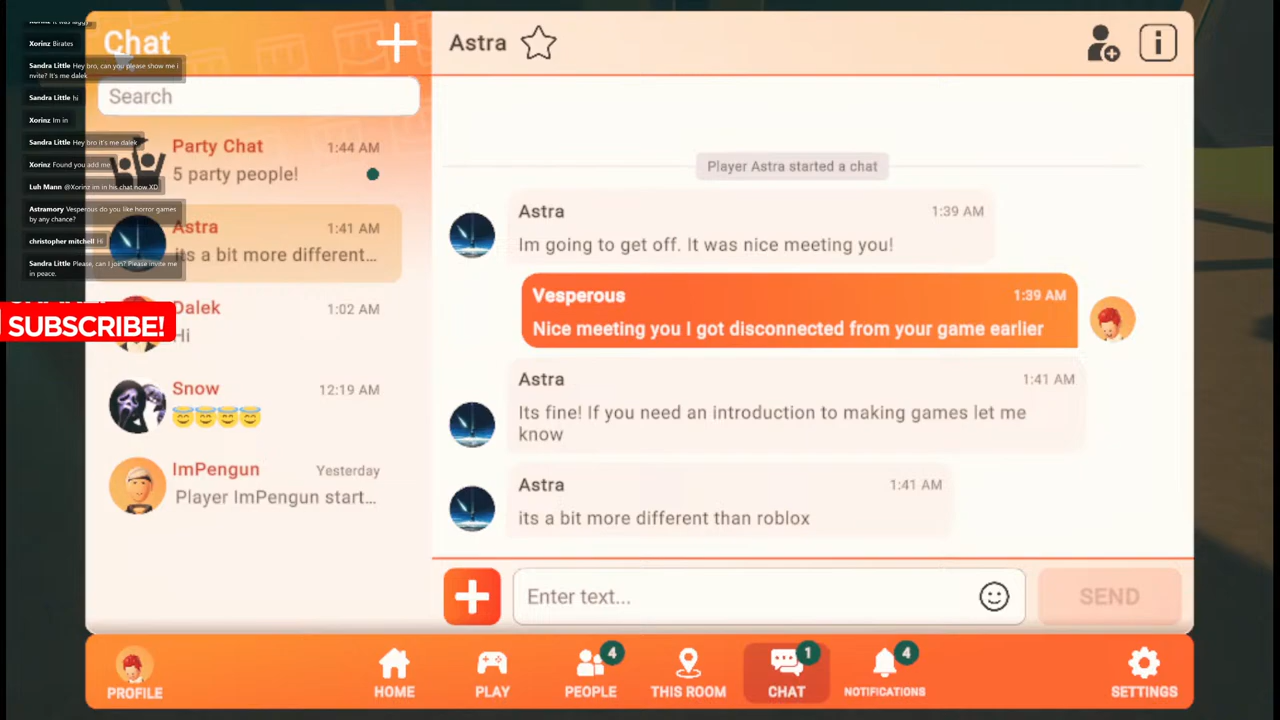 Xorinz It was laggy
Xorinz Birates
Sandra Little Hey bro, can you please show me i
nvite? It's me dalek
Sandra Little hi
Xorinz Im in
Sandra Little Hey bro it's me dalek
Xorinz Found you add me
Luh Mann @Xorinz im in his chat now XD
Astramory Vesperous do you like horror games
by any chance?
christopher mitchell Hi
Sandra Little Please, can I join? Please invite me
in peace.
SUBSCRIBE!
Chat
Search
Party Chat 1:44 AM
5 party people!
Astra 1:41 AM
its a bit more different...
Dalek 1:02 AM
Hi
Snow 12:19 AM
ImPengun Yesterday
Player ImPengun start...
Astra
Player Astra started a chat
Astra 1:39 AM
Im going to get off. It was nice meeting you!
Vesperous 1:39 AM
Nice meeting you I got disconnected from your game earlier
Astra 1:41 AM
Its fine! If you need an introduction to making games let me
know
Astra 1:41 AM
its a bit more different than roblox
Enter text...
SEND
PROFILE
HOME
PLAY
4
PEOPLE
THIS ROOM
1
CHAT
4
NOTIFICATIONS
SETTINGS